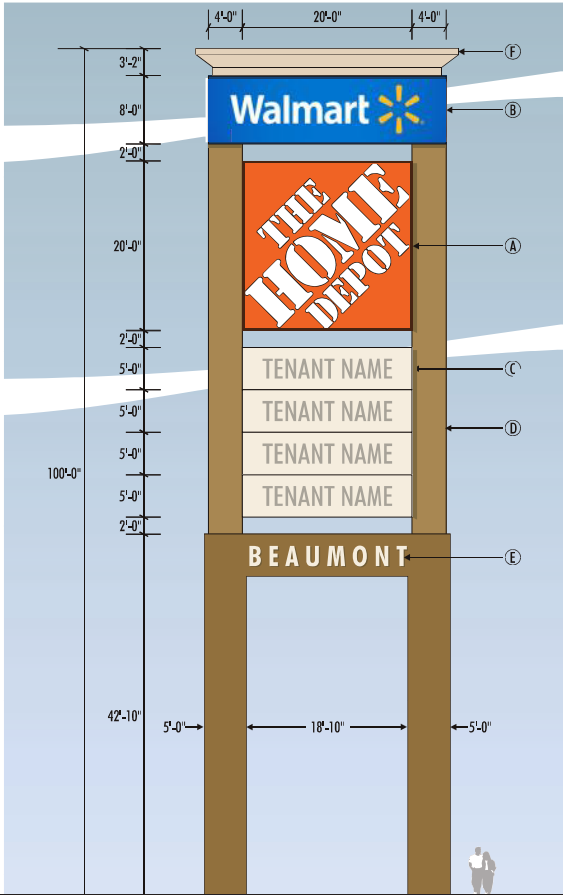 4'-0" 20'-0" 4'-0"
3'-2" F
8'-0" Walmart B
2'-0"
20'-0" THE HOME DEPOT A
2'-0"
5'-0" TENANT NAME C
5'-0" TENANT NAME
D
5'-0" TENANT NAME
100'-0"
5'-0" TENANT NAME
2'-0"
BEAUMONT E
42'-10" 5'-0" 18'-10" 5'-0"